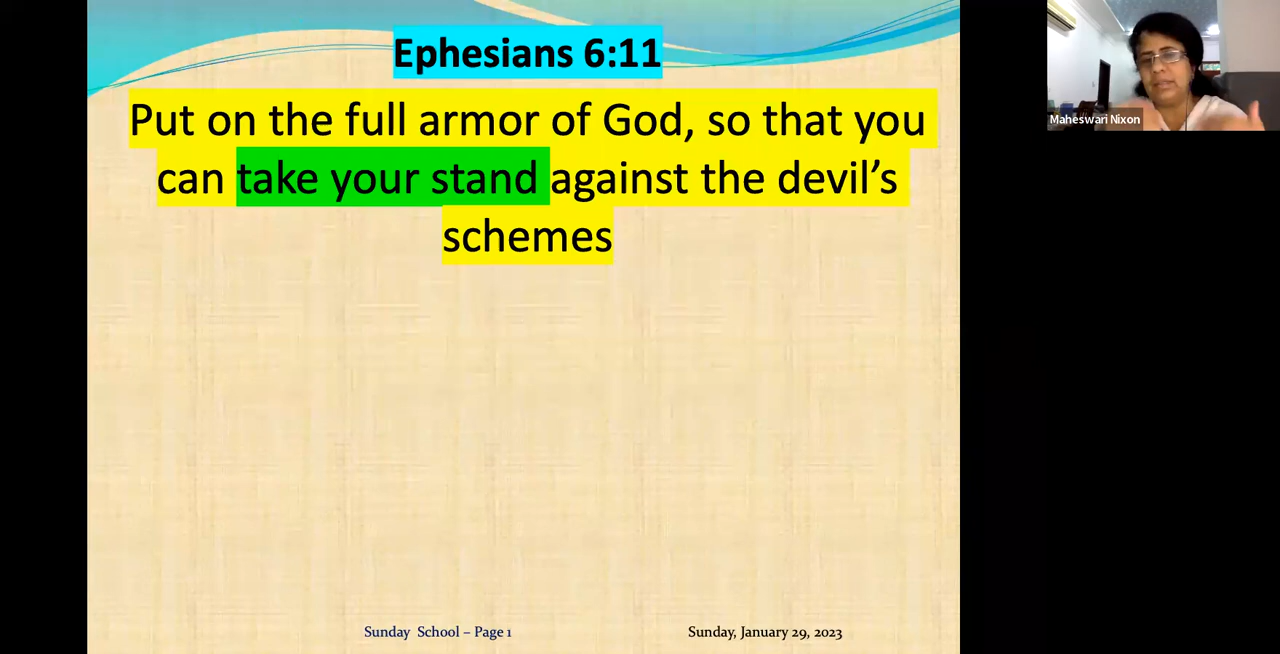 Ephesians 6:11
Put on the full armor of God, so that you
can take your stand against the devil’s
schemes
Maheswari Nixon
Sunday School – Page 1
Sunday, January 29, 2023